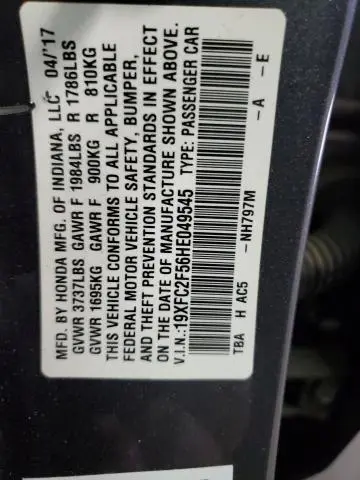 MFD. BY HONDA MFG. OF INDIANA, LLC 04/'17
GVWR 3737LBS GAWR F 1984LBS R 1786LBS
GVWR 1695KG GAWR F 900KG R 810KG
THIS VEHICLE CONFORMS TO ALL APPLICABLE
FEDERAL MOTOR VEHICLE SAFETY, BUMPER,
AND THEFT PREVENTION STANDARDS IN EFFECT
ON THE DATE OF MANUFACTURE SHOWN ABOVE.
V.I.N.:19XFC2F56HE049545 TYPE: PASSENGER CAR
TBA H AC5 -NH797M -A -E